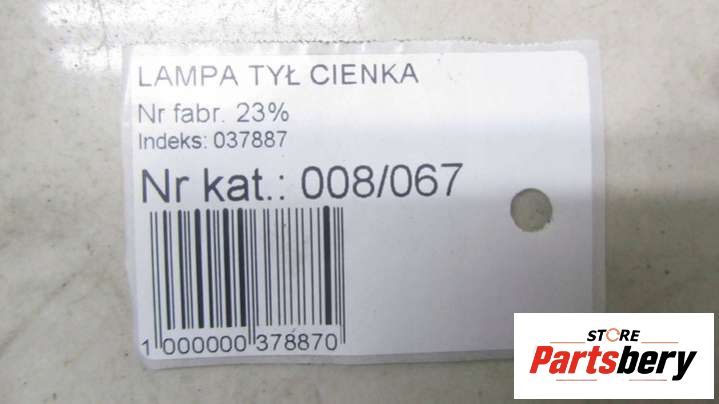 LAMPA TYŁ CIENKA
Nr fabr. 23%
Indeks: 037887
Nr kat.: 008/067
1 000000 378870
STORE
Partsbery